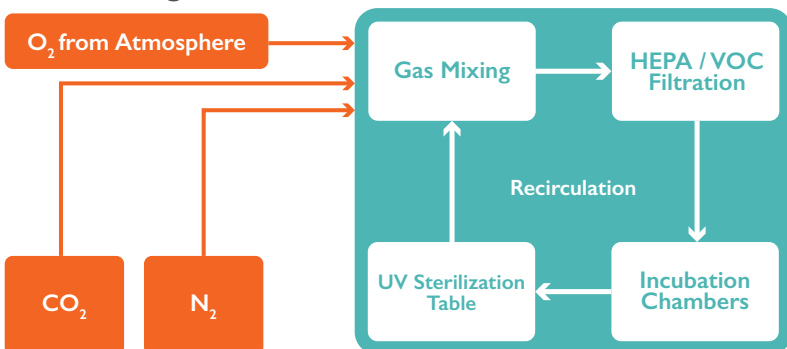 O₂ from Atmosphere
Gas Mixing
HEPA / VOC
Filtration
Recirculation
UV Sterilization
Table
Incubation
Chambers
CO₂
N₂